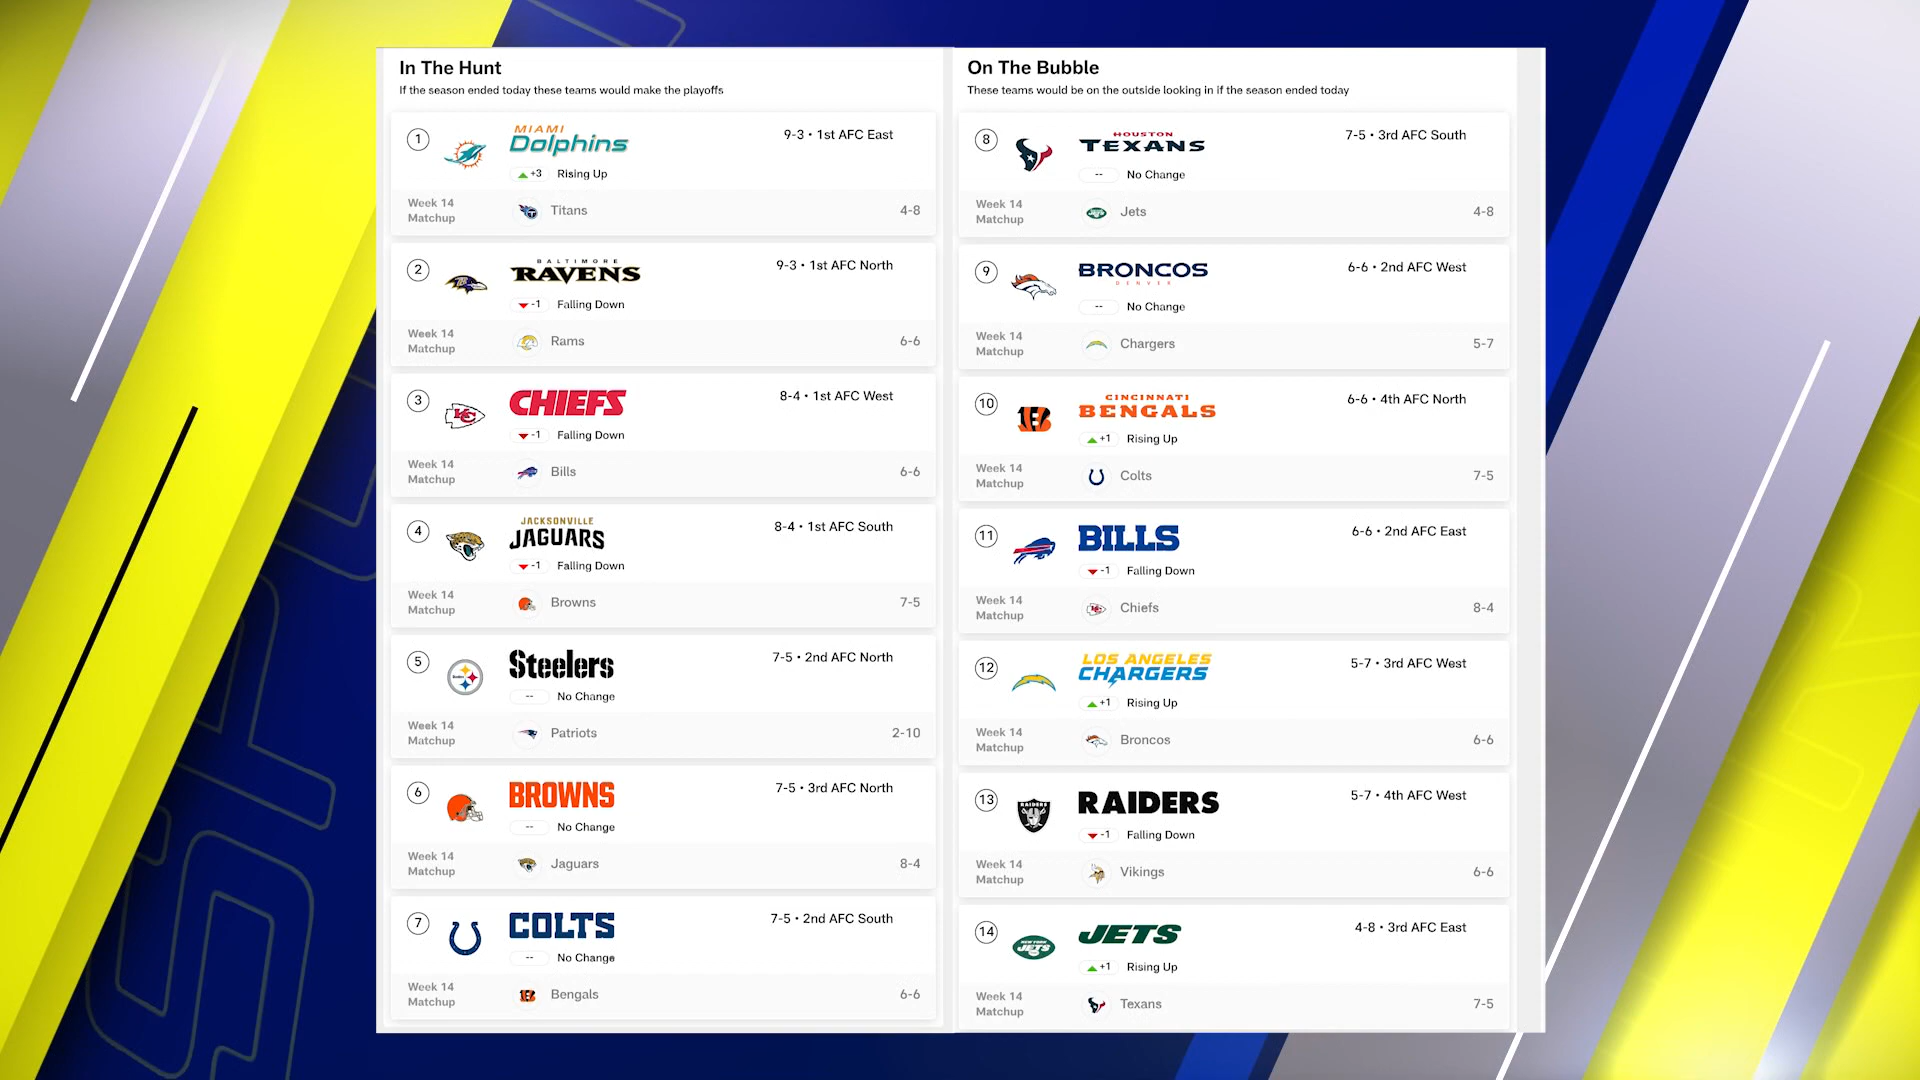 In The Hunt
If the season ended today these teams would make the playoffs
1
MIAMI
Dolphins
9-3 • 1st AFC East
+3 Rising Up
Week 14
Matchup
Titans
4-8
2
BALTIMORE
RAVENS
9-3 • 1st AFC North
-1 Falling Down
Week 14
Matchup
Rams
6-6
3
KC
CHIEFS
8-4 • 1st AFC West
-1 Falling Down
Week 14
Matchup
Bills
6-6
4
JACKSONVILLE
JAGUARS
8-4 • 1st AFC South
-1 Falling Down
Week 14
Matchup
Browns
7-5
5
Steelers
7-5 • 2nd AFC North
-- No Change
Week 14
Matchup
Patriots
2-10
6
BROWNS
7-5 • 3rd AFC North
-- No Change
Week 14
Matchup
Jaguars
8-4
7
COLTS
7-5 • 2nd AFC South
-- No Change
Week 14
Matchup
Bengals
6-6
On The Bubble
These teams would be on the outside looking in if the season ended today
8
HOUSTON
TEXANS
7-5 • 3rd AFC South
-- No Change
Week 14
Matchup
Jets
4-8
9
BRONCOS
DENVER
6-6 • 2nd AFC West
-- No Change
Week 14
Matchup
Chargers
5-7
10
CINCINNATI
BENGALS
6-6 • 4th AFC North
+1 Rising Up
Week 14
Matchup
Colts
7-5
11
BILLS
6-6 • 2nd AFC East
-1 Falling Down
Week 14
Matchup
Chiefs
8-4
12
LOS ANGELES
CHARGERS
5-7 • 3rd AFC West
+1 Rising Up
Week 14
Matchup
Broncos
6-6
13
RAIDERS
RAIDERS
5-7 • 4th AFC West
-1 Falling Down
Week 14
Matchup
Vikings
6-6
14
NEW YORK
JETS
JETS
4-8 • 3rd AFC East
+1 Rising Up
Week 14
Matchup
Texans
7-5